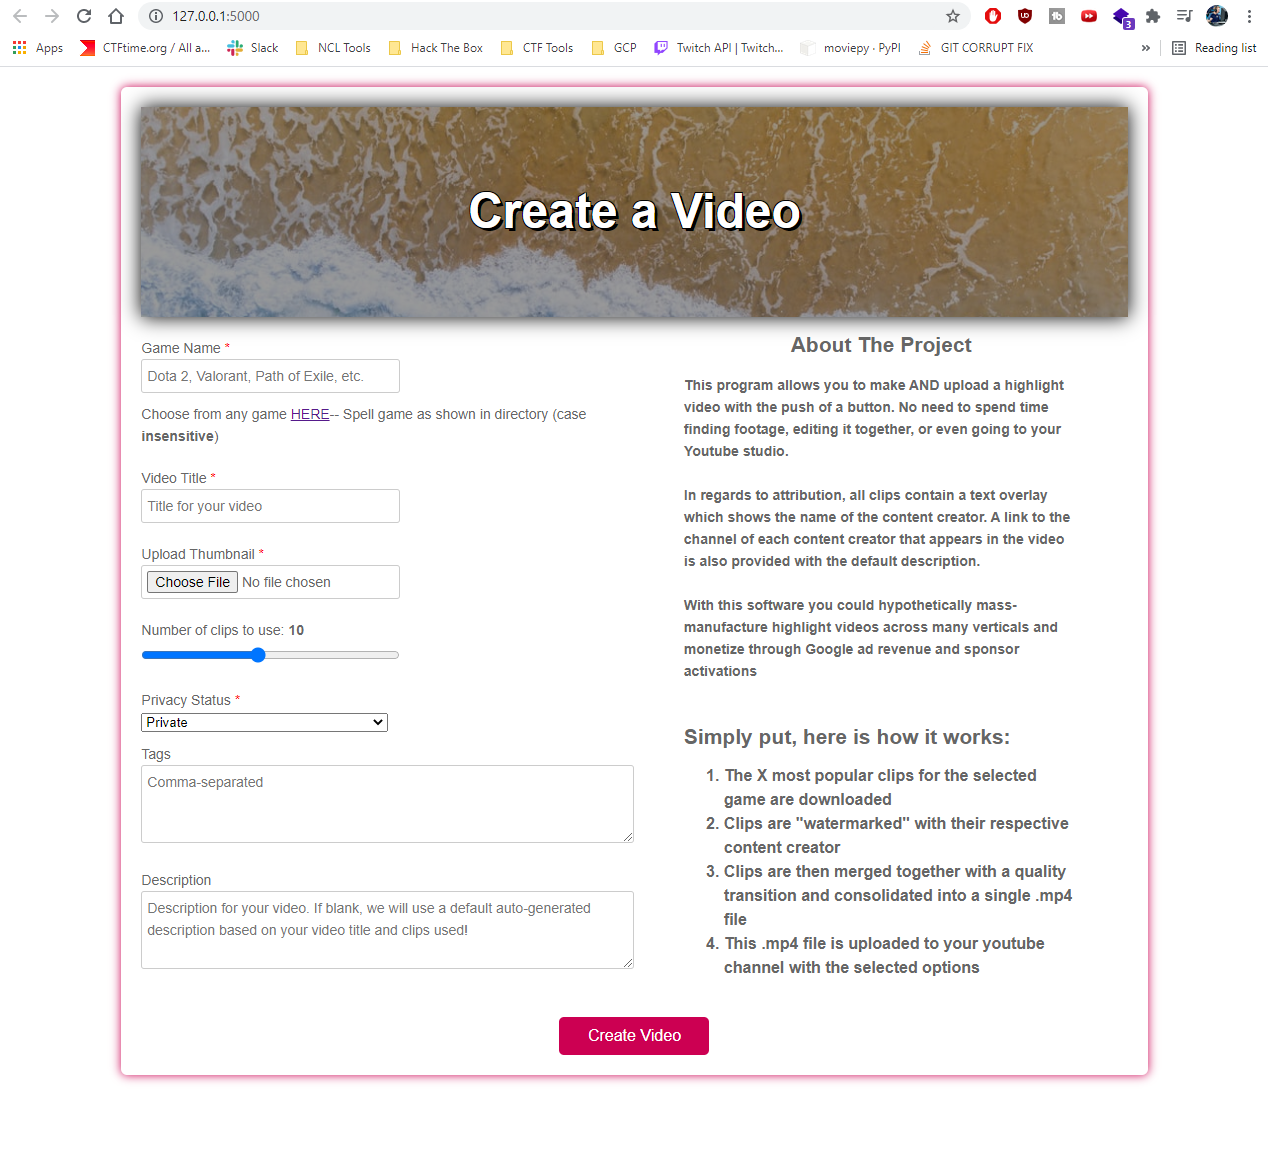 127.0.0.1:5000
3
Apps
CTFtime.org / All a...
Slack
NCL Tools
Hack The Box
CTF Tools
GCP
Twitch API | Twitch...
moviepy · PyPI
GIT CORRUPT FIX
»
Reading list
Create a Video
Game Name *
Dota 2, Valorant, Path of Exile, etc.
Choose from any game HERE-- Spell game as shown in directory (case
insensitive)
Video Title *
Title for your video
Upload Thumbnail *
Choose File No file chosen
Number of clips to use: 10
Privacy Status *
Private
Tags
Comma-separated
Description
Description for your video. If blank, we will use a default auto-generated
description based on your video title and clips used!
About The Project
This program allows you to make AND upload a highlight
video with the push of a button. No need to spend time
finding footage, editing it together, or even going to your
Youtube studio.
In regards to attribution, all clips contain a text overlay
which shows the name of the content creator. A link to the
channel of each content creator that appears in the video
is also provided with the default description.
With this software you could hypothetically mass-
manufacture highlight videos across many verticals and
monetize through Google ad revenue and sponsor
activations
Simply put, here is how it works:
1. The X most popular clips for the selected
game are downloaded
2. Clips are "watermarked" with their respective
content creator
3. Clips are then merged together with a quality
transition and consolidated into a single .mp4
file
4. This .mp4 file is uploaded to your youtube
channel with the selected options
Create Video